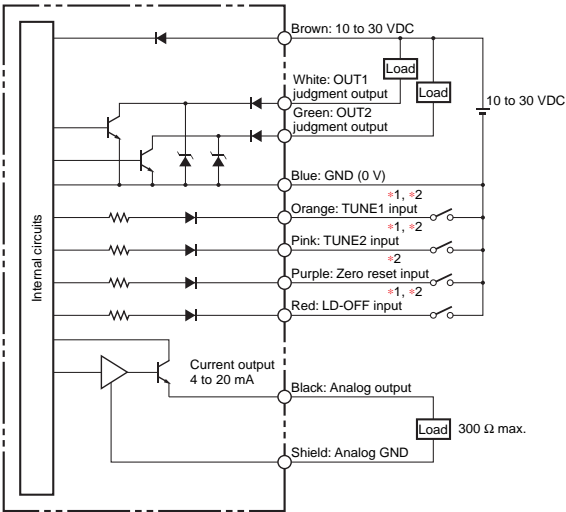 Brown: 10 to 30 VDC
Load
White: OUT1
judgment output
Load
10 to 30 VDC
Green: OUT2
judgment output
Blue: GND (0 V)
*1, *2
Orange: TUNE1 input
*1, *2
Pink: TUNE2 input
*2
Purple: Zero reset input
*1, *2
Red: LD-OFF input
Internal circuits
Current output
4 to 20 mA
Black: Analog output
Load
300 Ω max.
Shield: Analog GND